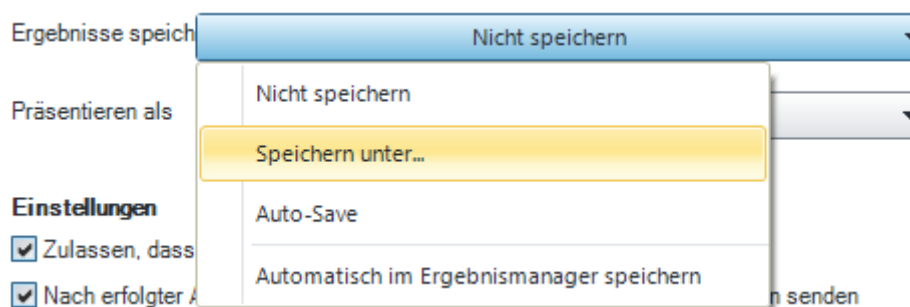 Ergebnisse speich Nicht speichern
Nicht speichern
Präsentieren als
Speichern unter...
Einstellungen
Auto-Save
Zulassen, dass
Automatisch im Ergebnismanager speichern
Nach erfolgter senden